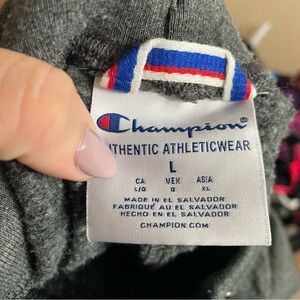 Champion
UTHENTIC ATHLETICWEAR
L
CA MEX ASIA
L/G G XL
MADE IN EL SALVADOR
FABRIQUÉ AU EL SALVADOR
HECHO EN EL SALVADOR
CHAMPION.COM